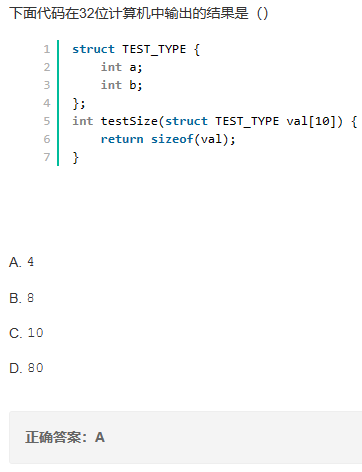 下面代码在32位计算机中输出的结果是（）
1 struct TEST_TYPE {
2     int a;
3     int b;
4 };
5 int testSize(struct TEST_TYPE val[10]) {
6     return sizeof(val);
7 }
A. 4
B. 8
C. 10
D. 80
正确答案：A